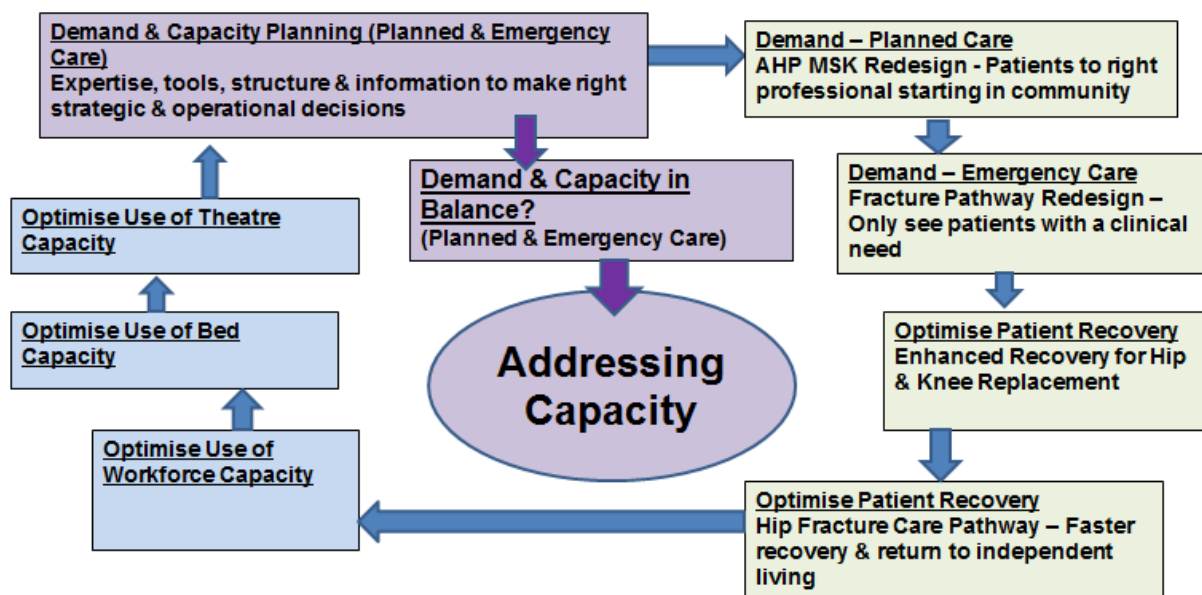 Demand & Capacity Planning (Planned & Emergency
Care)
Expertise, tools, structure & information to make right
strategic & operational decisions
Demand – Planned Care
AHP MSK Redesign - Patients to right
professional starting in community
Demand & Capacity in
Balance?
(Planned & Emergency Care)
Demand – Emergency Care
Fracture Pathway Redesign –
Only see patients with a clinical
need
Optimise Use of Theatre
Capacity
Optimise Use of Bed
Capacity
Addressing
Capacity
Optimise Patient Recovery
Enhanced Recovery for Hip
& Knee Replacement
Optimise Use of
Workforce Capacity
Optimise Patient Recovery
Hip Fracture Care Pathway – Faster
recovery & return to independent
living